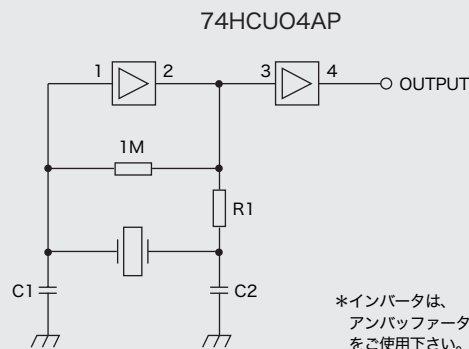 74HCUO4AP
1 2 3 4 OUTPUT
1M
R1
C1 C2
*インバータは、
アンバッファータ
をご使用下さい。